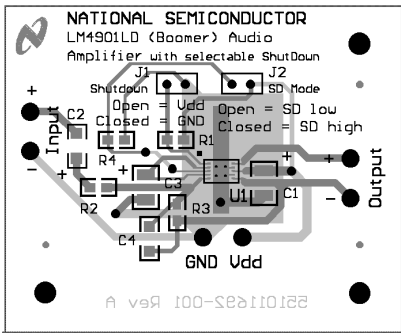 NATIONAL SEMICONDUCTOR
LM4901LD (Boomer) Audio
Amplifier with selectable ShutDown
J1 J2
Shutdown SD Mode
Open = Vdd Open = SD low
Closed = GND Closed = SD high
+ Input -
C2
R4
R1
R2
+
C3
+
R3
C4
U1
C1
+
+ Output -
GND Vdd
551011692-001 Rev A